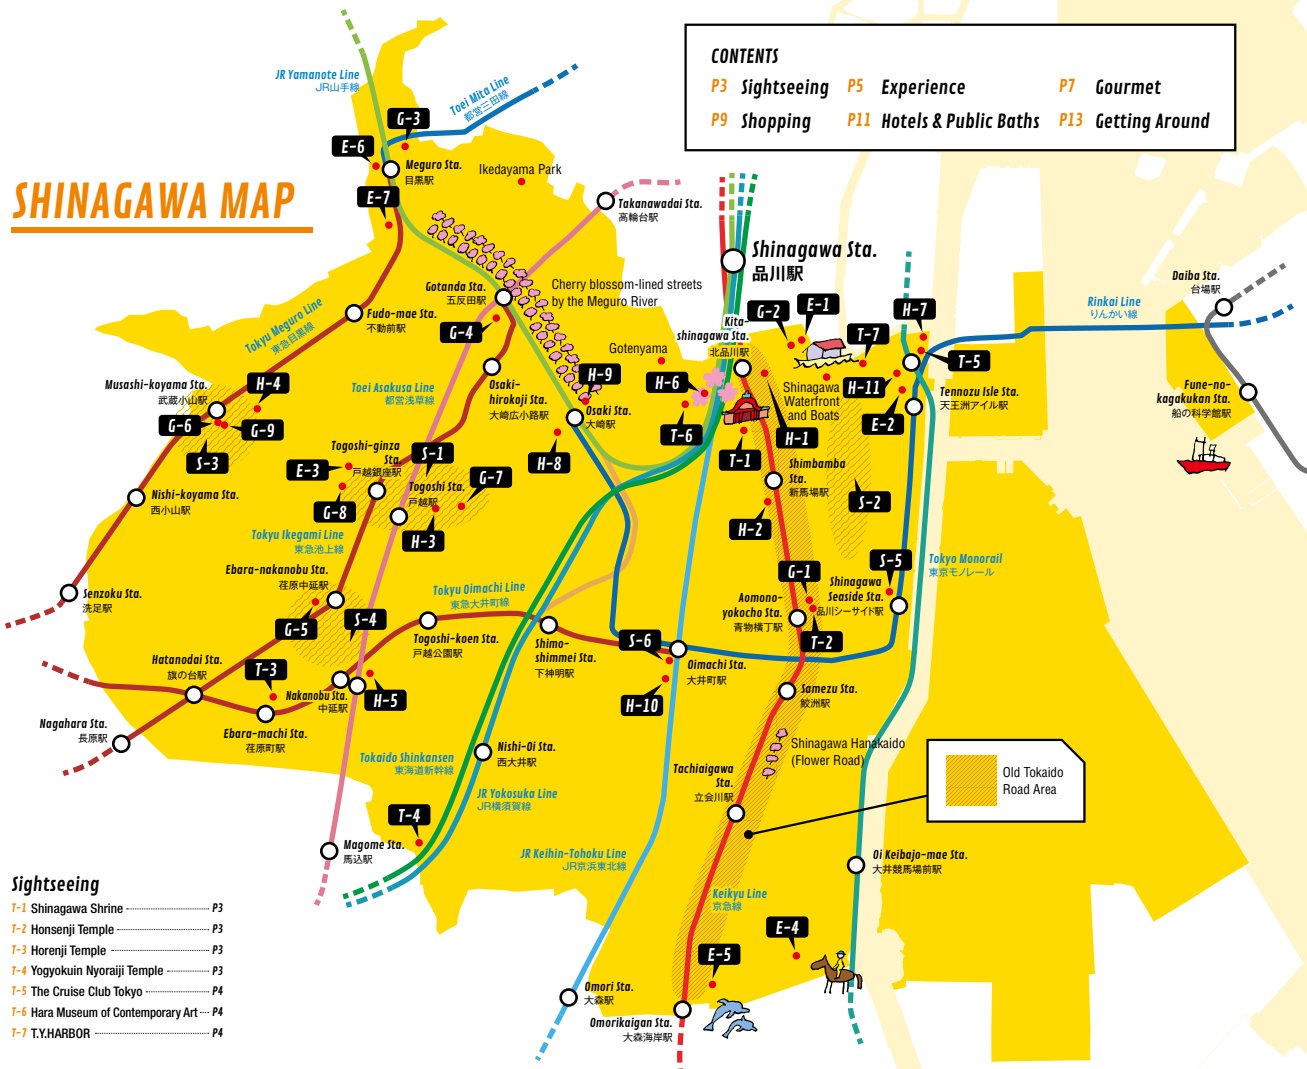 SHINAGAWA MAP
CONTENTS
P3 Sightseeing P5 Experience P7 Gourmet
P9 Shopping P11 Hotels & Public Baths P13 Getting Around
JR Yamanote Line
JR山手線
Toei Mita Line
都営三田線
G-3
E-6
Meguro Sta.
目黒駅
E-7
Ikedayama Park
Takanawadai Sta.
高輪台駅
Shinagawa Sta.
品川駅
Gotanda Sta.
五反田駅
Cherry blossom-lined streets
by the Meguro River
G-4
Fudo-mae Sta.
不動前駅
Tokyu Meguro Line
東急目黒線
Daiba Sta.
台場駅
Rinkai Line
りんかい線
G-2
E-1
H-7
T-7
T-5
Kita-
shinagawa Sta.
北品川駅
Gotenyama
H-9
H-6
H-11
E-2
Shinagawa
Waterfront
and Boats
Tennozu Isle Sta.
天王洲アイル駅
Fune-no-
kagakukan Sta.
船の科学館駅
Musashi-koyama Sta.
武蔵小山駅
H-4
G-6
G-9
S-3
Toei Asakusa Line
都営浅草線
Osaki-
hirokoji Sta.
大崎広小路駅
Osaki Sta.
大崎駅
T-6
T-1
H-1
H-8
Togoshi-ginza
Sta.
戸越銀座駅
S-1
E-3
G-8
Togoshi Sta.
戸越駅
G-7
H-3
Shimbamba
Sta.
新馬場駅
S-2
H-2
Nishi-koyama Sta.
西小山駅
Tokyu Ikegami Line
東急池上線
Ebara-nakanobu Sta.
荏原中延駅
Tokyu Oimachi Line
東急大井町線
G-1
S-5
Shinagawa
Seaside Sta.
品川シーサイド駅
Tokyo Monorail
東京モノレール
Aomono-
yokocho Sta.
青物横丁駅
T-2
Senzoku Sta.
洗足駅
G-5
S-4
Togoshi-koen Sta.
戸越公園駅
Shimo-
shimmei Sta.
下神明駅
S-6
Oimachi Sta.
大井町駅
H-10
Hatanodai Sta.
旗の台駅
T-3
Nakanobu Sta.
中延駅
H-5
Samezu Sta.
鮫洲駅
Nagahara Sta.
長原駅
Ebara-machi Sta.
荏原町駅
Tokaido Shinkansen
東海道新幹線
Nishi-Oi Sta.
西大井駅
Shinagawa Hanakaido
(Flower Road)
Old Tokaido
Road Area
Tachiaigawa
Sta.
立会川駅
JR Yokosuka Line
JR横須賀線
T-4
Magome Sta.
馬込駅
JR Keihin-Tohoku Line
JR京浜東北線
Oi Keibajo-mae Sta.
大井競馬場前駅
Keikyu Line
京急線
E-4
E-5
Omori Sta.
大森駅
Omorikaigan Sta.
大森海岸駅
Sightseeing
T-1 Shinagawa Shrine P3
T-2 Honsenji Temple P3
T-3 Horenji Temple P3
T-4 Yogyokuin Nyoraiji Temple P3
T-5 The Cruise Club Tokyo P4
T-6 Hara Museum of Contemporary Art P4
T-7 T.Y.HARBOR P4